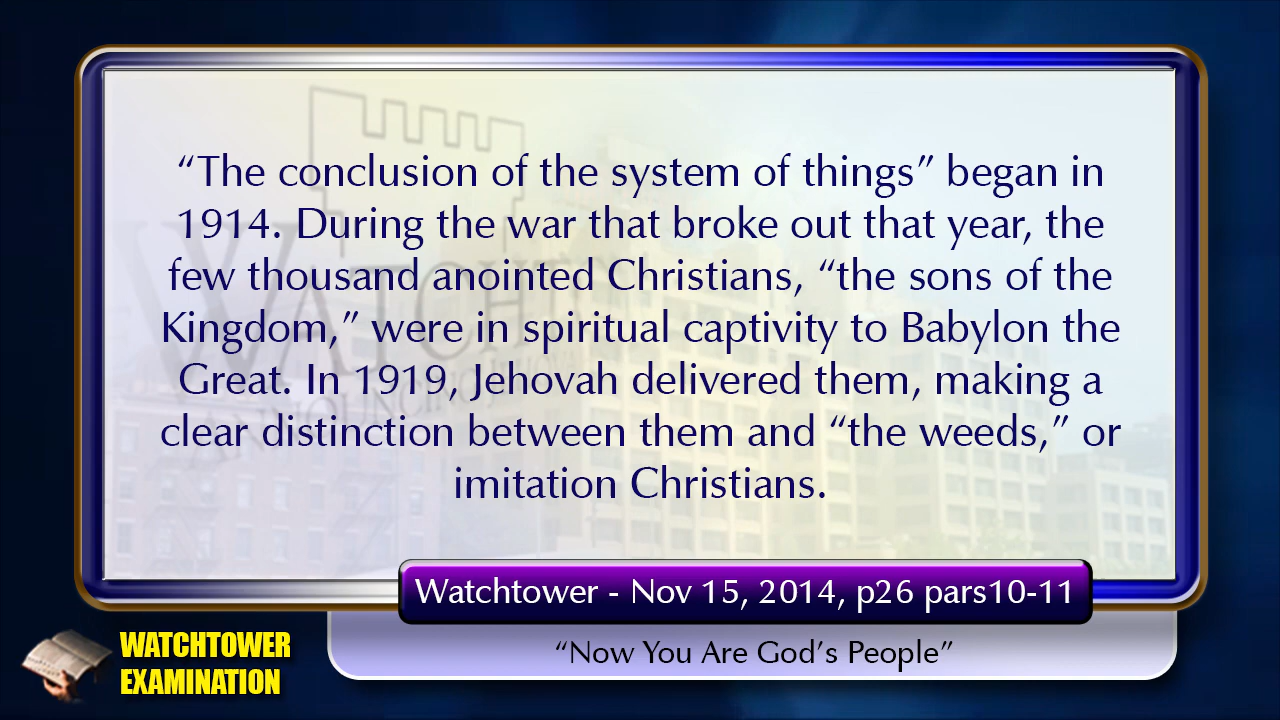 “The conclusion of the system of things” began in
1914. During the war that broke out that year, the
few thousand anointed Christians, “the sons of the
Kingdom,” were in spiritual captivity to Babylon the
Great. In 1919, Jehovah delivered them, making a
clear distinction between them and “the weeds,” or
imitation Christians.
Watchtower - Nov 15, 2014, p26 pars10-11
“Now You Are God’s People”
WATCHTOWER
EXAMINATION